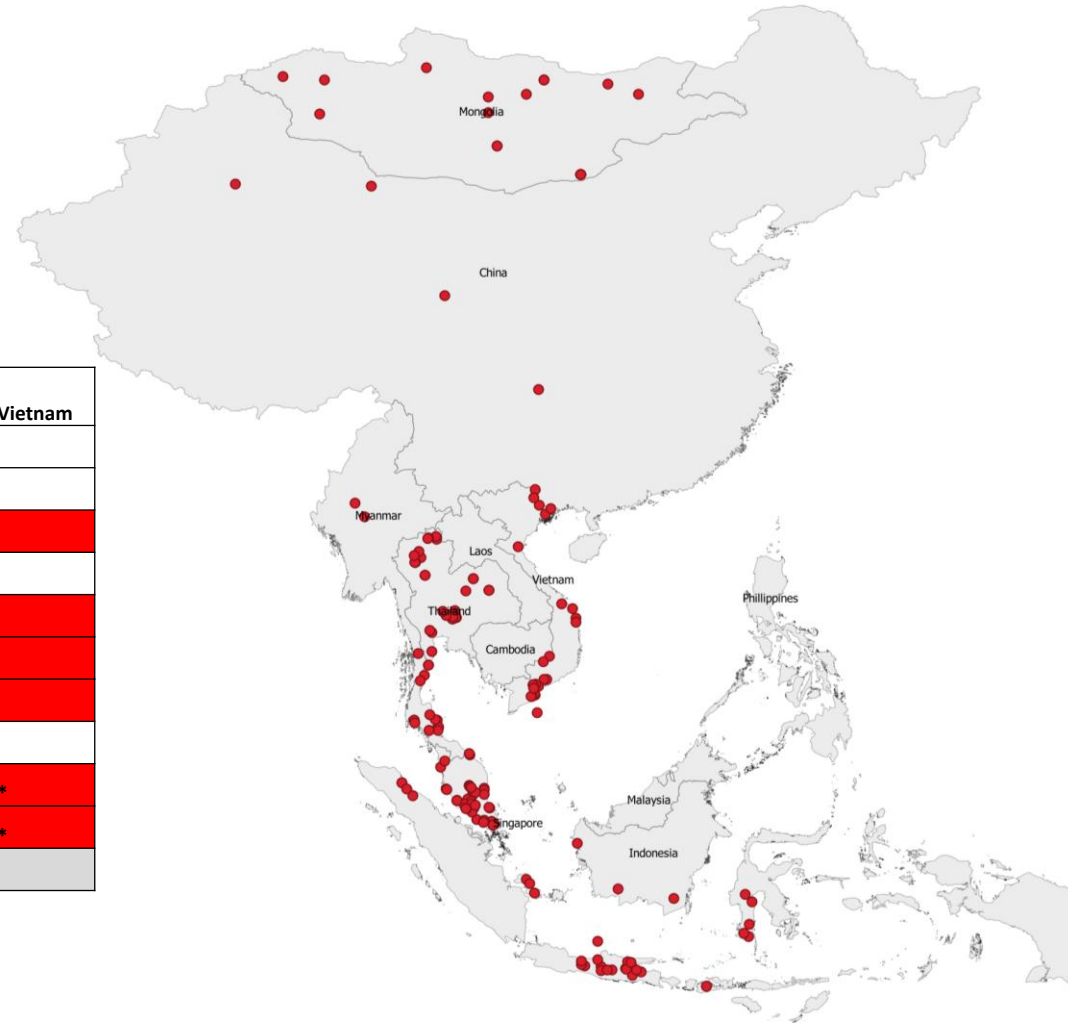 Mongolia
China
Vietnam
Myanmar
Laos
Vietnam
Phillippines
Thailand
Cambodia
*
Malaysia
Singapore
*
Indonesia